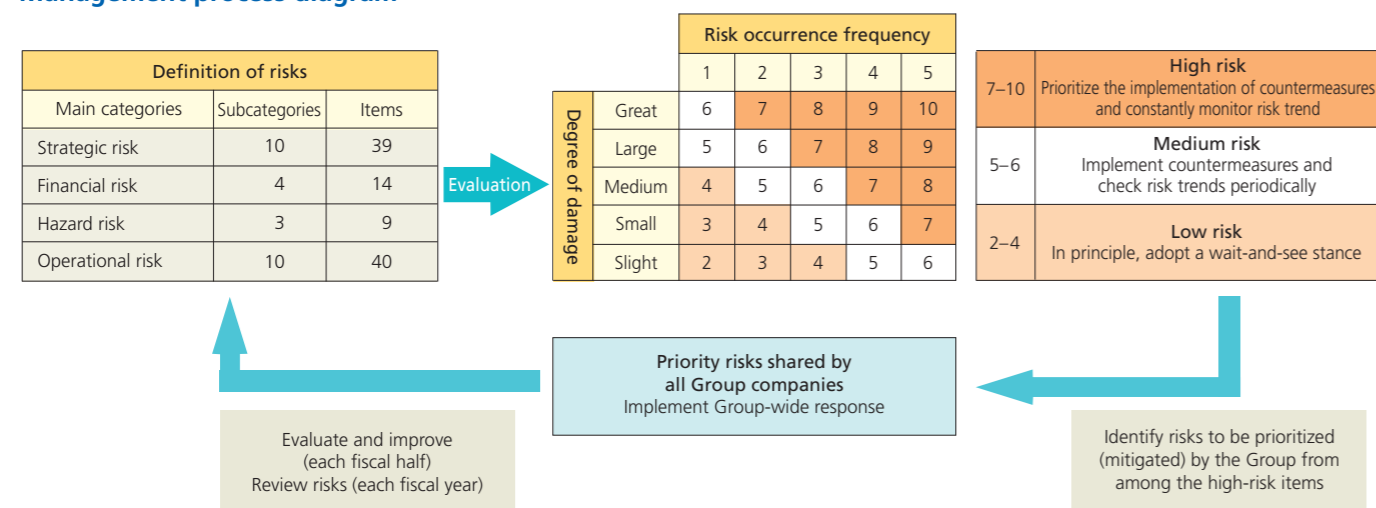 Management process diagram
Definition of risks
Main categories Subcategories Items
Strategic risk 10 39
Financial risk 4 14
Hazard risk 3 9
Operational risk 10 40
Evaluation
Risk occurrence frequency
1 2 3 4 5
Degree of damage
Great 6 7 8 9 10
Large 5 6 7 8 9
Medium 4 5 6 7 8
Small 3 4 5 6 7
Slight 2 3 4 5 6
7–10
High risk
Prioritize the implementation of countermeasures
and constantly monitor risk trend
5–6
Medium risk
Implement countermeasures and
check risk trends periodically
2–4
Low risk
In principle, adopt a wait-and-see stance
Identify risks to be prioritized
(mitigated) by the Group from
among the high-risk items
Priority risks shared by
all Group companies
Implement Group-wide response
Evaluate and improve
(each fiscal half)
Review risks (each fiscal year)